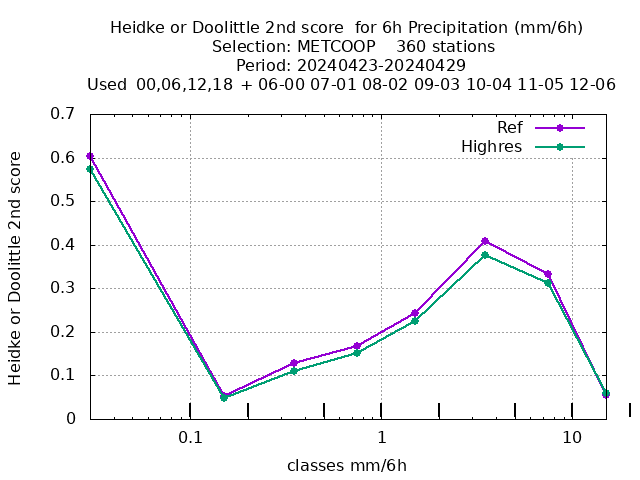 Heidke or Doolittle 2nd score  for 6h Precipitation (mm/6h)
Selection: METCOOP    360 stations
Period: 20240423-20240429
Used  00,06,12,18 + 06-00 07-01 08-02 09-03 10-04 11-05 12-06
Ref
Highres
Heidke or Doolittle 2nd score
0.7
0.6
0.5
0.4
0.3
0.2
0.1
0
0.1 1 10
classes mm/6h